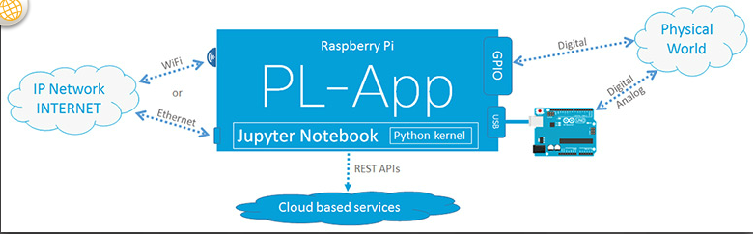 Raspberry Pi
PL-App
Jupyter Notebook
Python kernel
GPIO
USB
WiFi
or
Ethernet
IP Network
INTERNET
Digital
Physical
World
Digital
Analog
REST APIs
Cloud based services